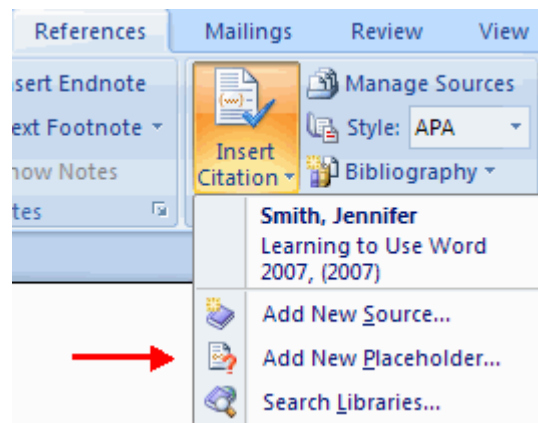 References Mailings Review View
sert Endnote
ext Footnote
now Notes
tes
Insert
Citation
Manage Sources
Style: APA
Bibliography
Smith, Jennifer
Learning to Use Word
2007, (2007)
Add New Source...
Add New Placeholder...
Search Libraries...